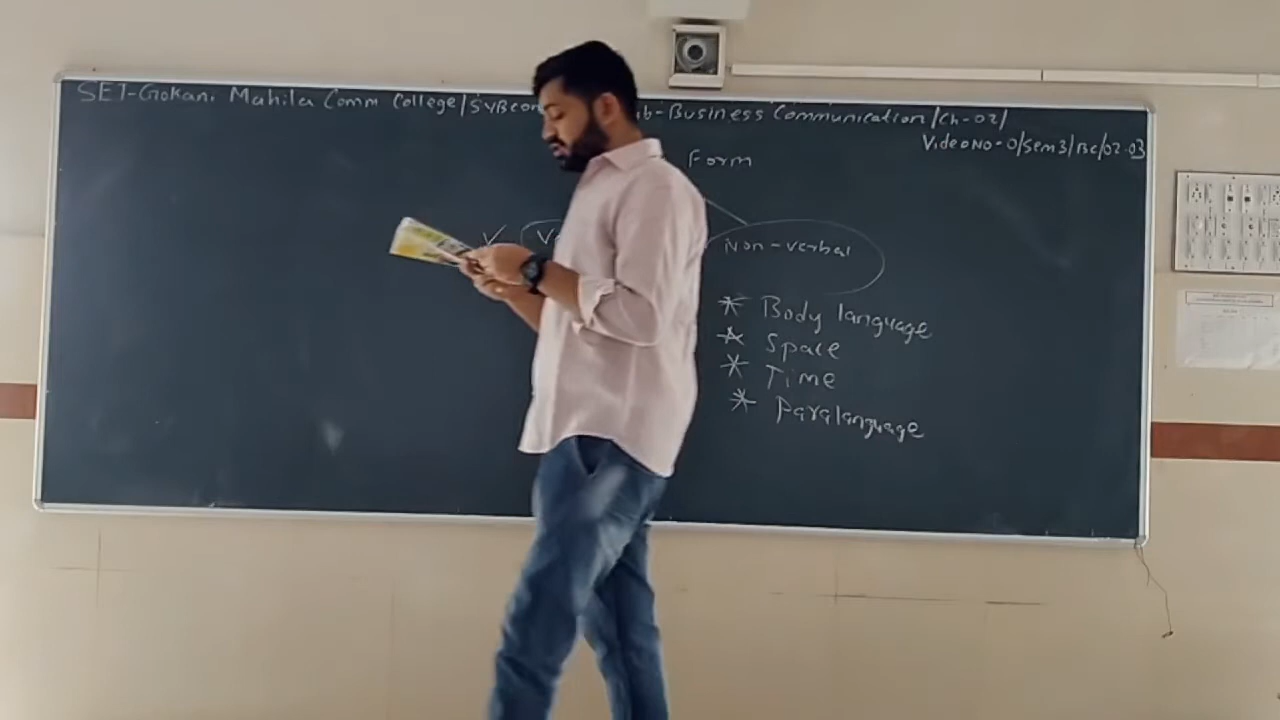 SET-Gokani Mahila Comm College/SyBcom b-Business Communication/Ch-02/
Video No-0/Sem3/Bc/02.03
Form
Non-verbal
* Body language
* Space
* Time
* Paralanguage